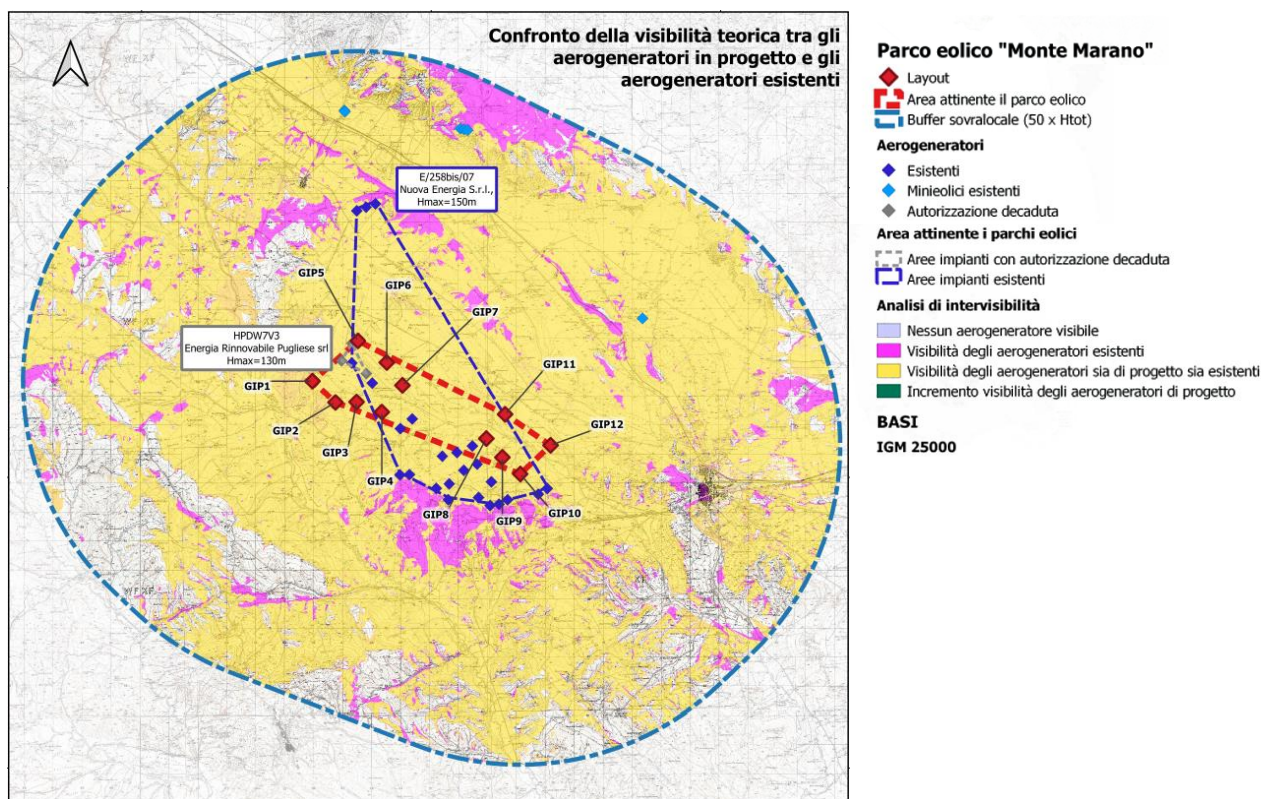 Confronto della visibilità teorica tra gli
aerogeneratori in progetto e gli
aerogeneratori esistenti
E/258bis/07
Nuova Energia S.r.l.,
Hmax=150m
GIP5
GIP6
GIP7
HPDW7V3
Energia Rinnovabile Pugliese srl
Hmax=130m
GIP1
GIP11
GIP2
GIP12
GIP3
GIP4
GIP8
GIP9
GIP10
Parco eolico "Monte Marano"
Layout
Area attinente il parco eolico
Buffer sovralocale (50 x Htot)
Aerogeneratori
Esistenti
Minieolici esistenti
Autorizzazione decaduta
Area attinente i parchi eolici
Aree impianti con autorizzazione decaduta
Aree impianti esistenti
Analisi di intervisibilità
Nessun aerogeneratore visibile
Visibilità degli aerogeneratori esistenti
Visibilità degli aerogeneratori sia di progetto sia esistenti
Incremento visibilità degli aerogeneratori di progetto
BASI
IGM 25000